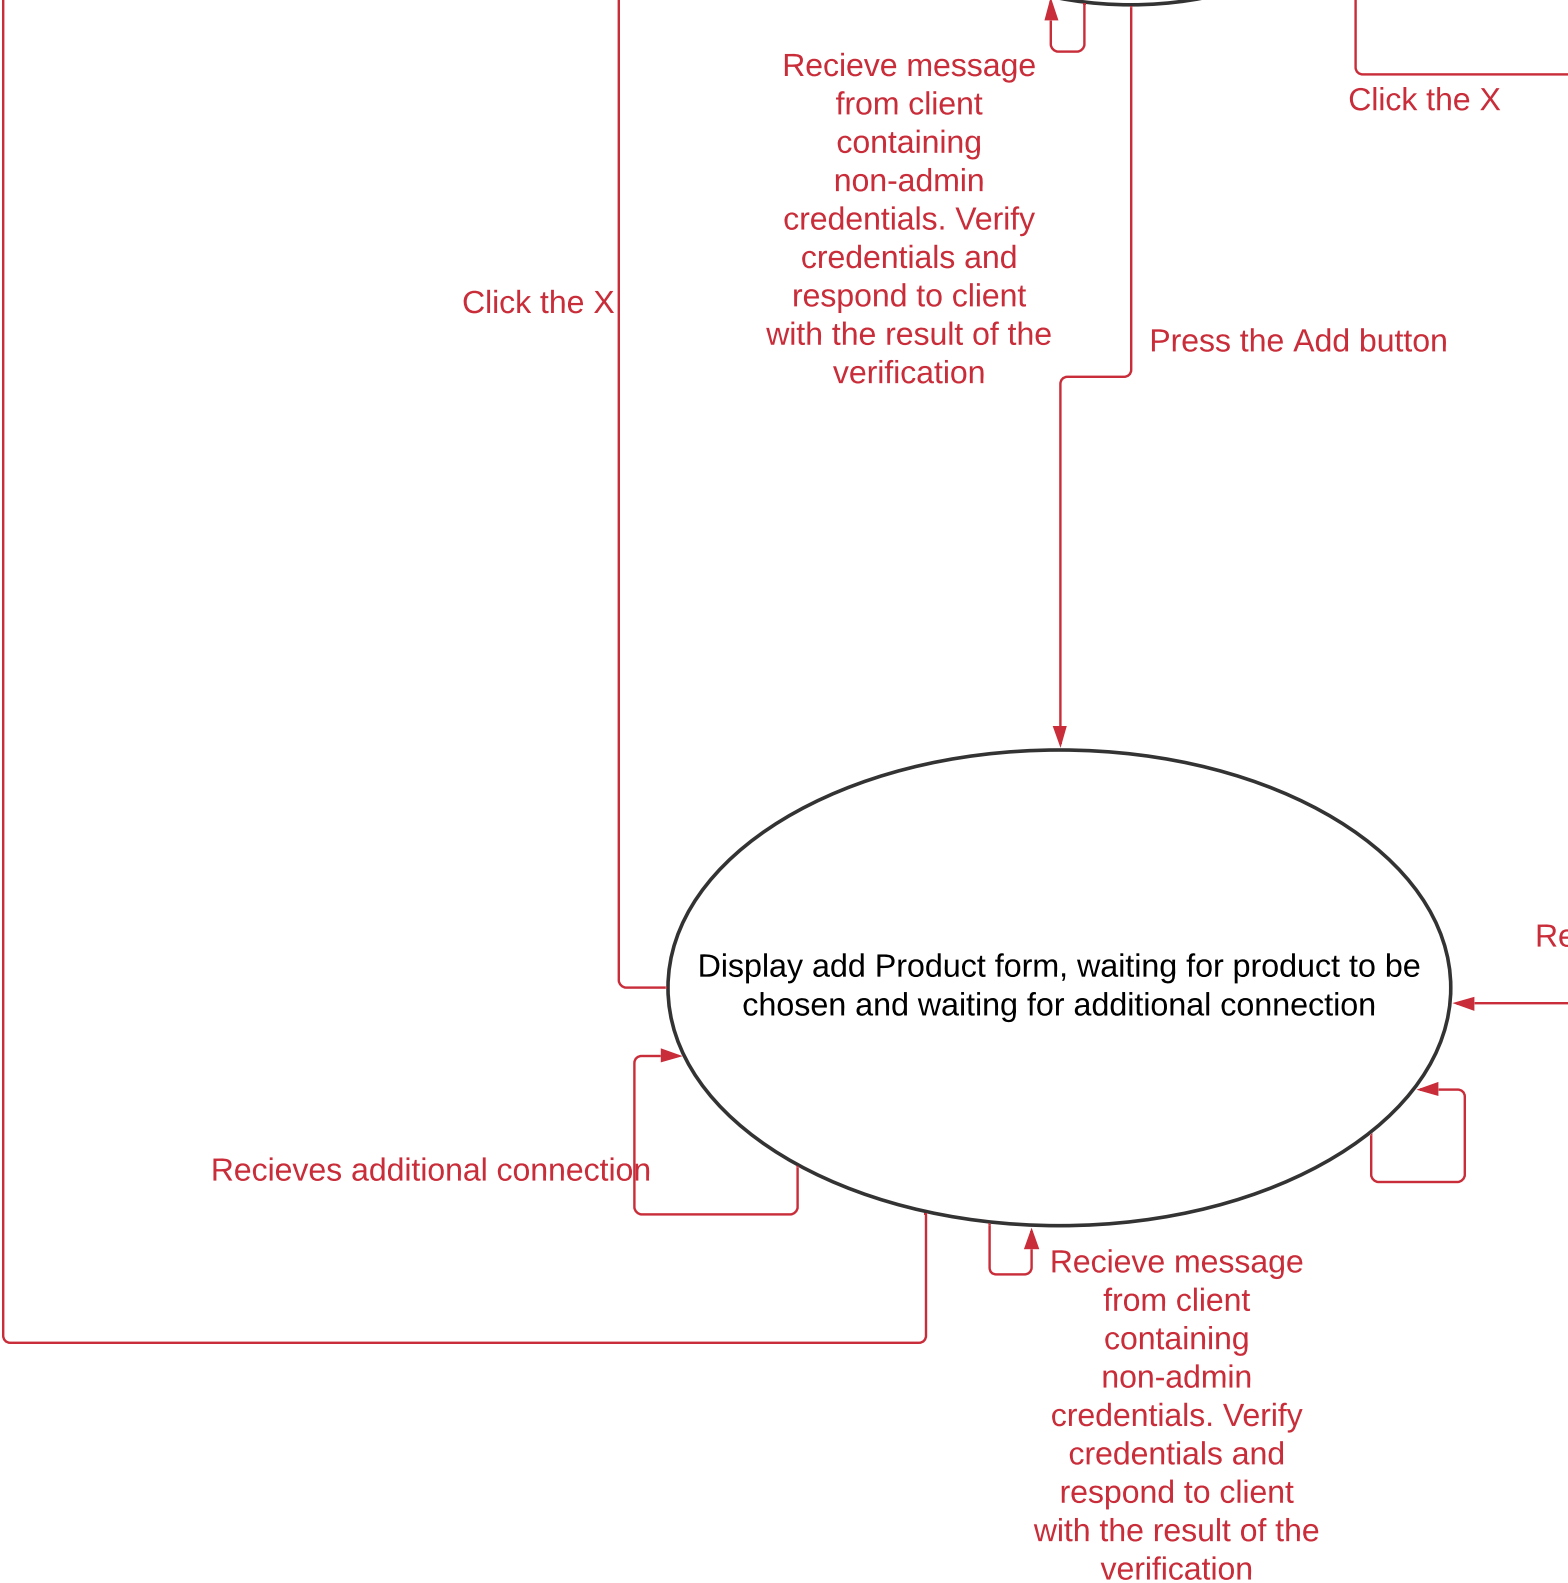 Recieve message
from client
containing
non-admin
credentials. Verify
credentials and
respond to client
with the result of the
verification
Click the X
Click the X
Press the Add button
Display add Product form, waiting for product to be
chosen and waiting for additional connection
Recieves additional connection
Recieve message
from client
containing
non-admin
credentials. Verify
credentials and
respond to client
with the result of the
verification